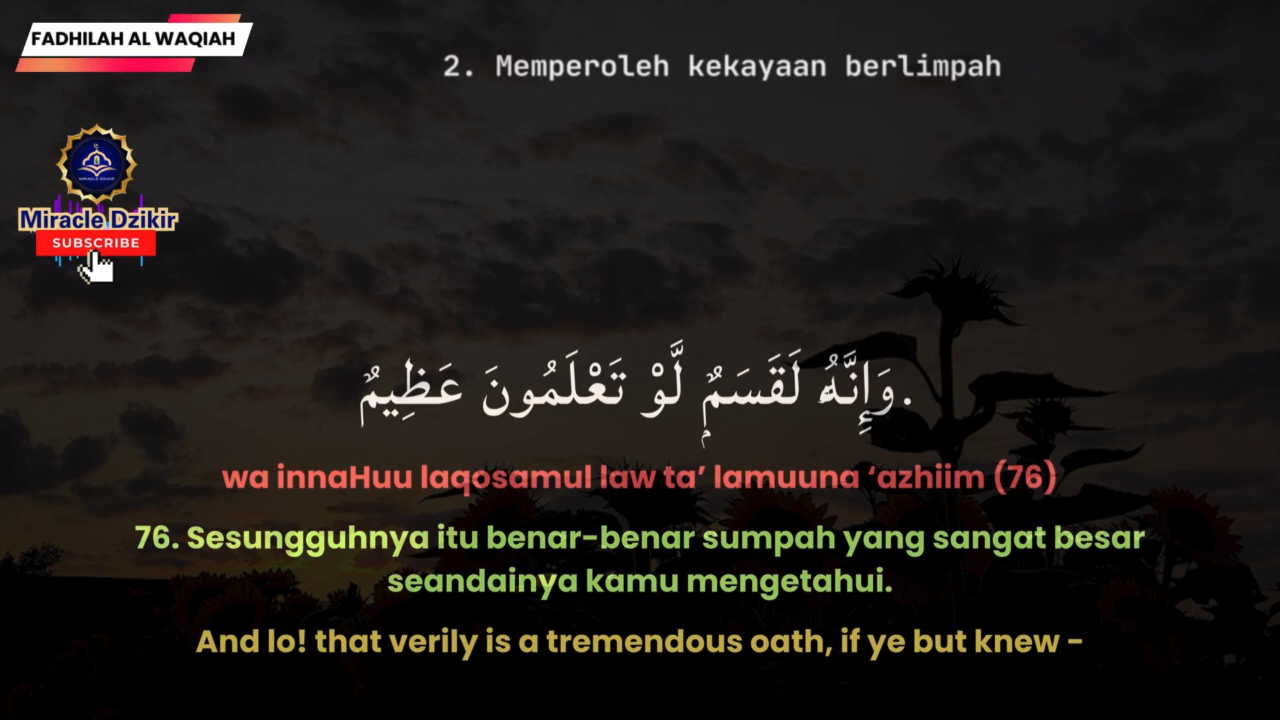 FADHILAH AL WAQIAH
2. Memperoleh kekayaan berlimpah
MIRACLE DZIKIR
Miracle Dzikir
SUBSCRIBE
وَإِنَّهُۥ لَقَسَمٌۭ لَّوْ تَعْلَمُونَ عَظِيمٌ.
wa innaHuu laqosamul law ta’ lamuuna ‘azhiim (76)
76. Sesungguhnya itu benar-benar sumpah yang sangat besar
seandainya kamu mengetahui.
And lo! that verily is a tremendous oath, if ye but knew -